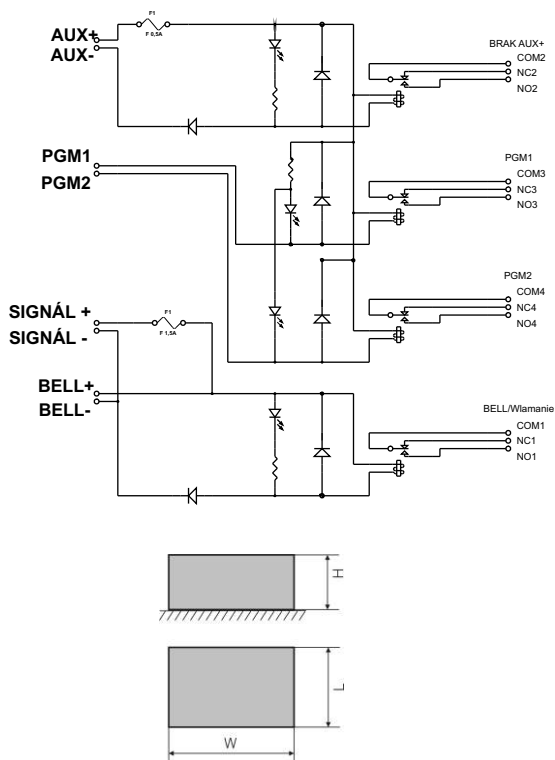 AUX+
AUX-
F1
F 0,5A
BRAK AUX+
COM2
NC2
NO2
PGM1
PGM2
PGM1
COM3
NC3
NO3
PGM2
COM4
NC4
NO4
SIGNÁL +
SIGNÁL -
F1
F 1,5A
BELL+
BELL-
BELL/Wlamanie
COM1
NC1
NO1
H
L
W